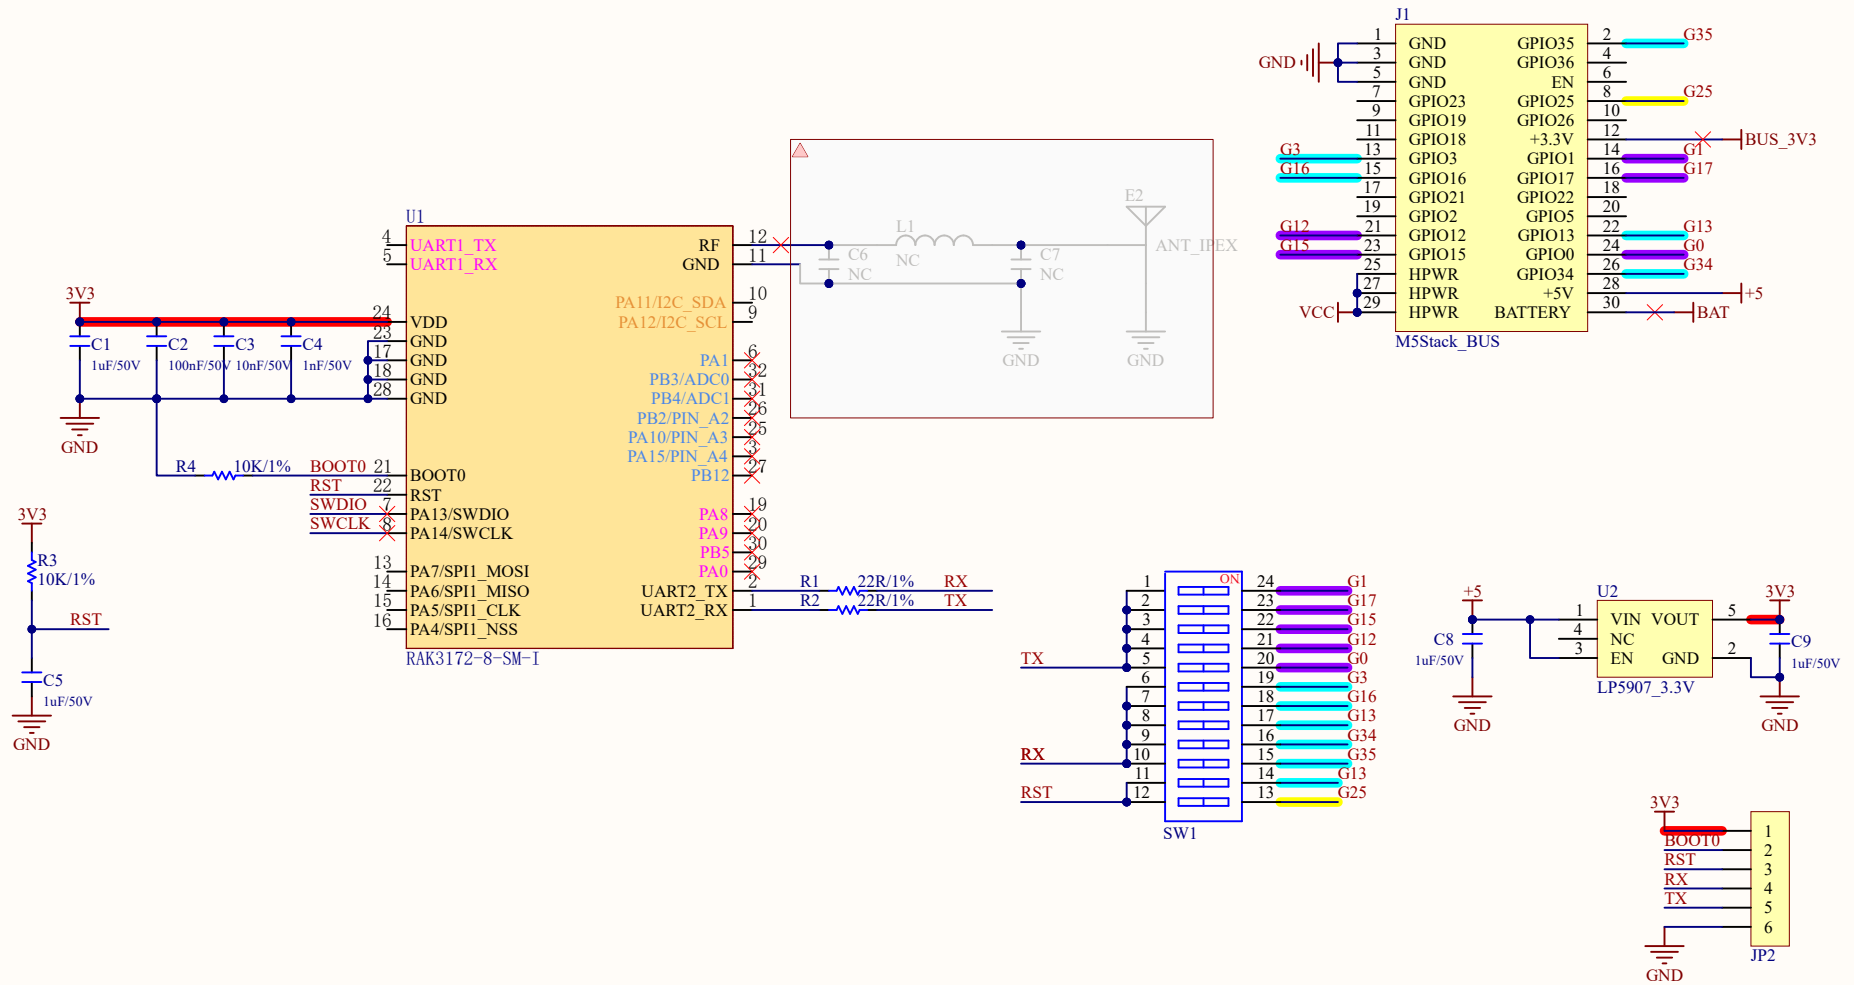 J1
1 GND GPIO35 2 G35
3 GND GPIO36 4
5 GND EN 6
GND
7 GPIO23 GPIO25 8 G25
9 GPIO19 GPIO26 10
11 GPIO18 +3.3V 12 BUS_3V3
G3 13 GPIO3 GPIO1 14 G1
G16 15 GPIO16 GPIO17 16 G17
17 GPIO21 GPIO22 18
19 GPIO2 GPIO5 20
G12 21 GPIO12 GPIO13 22 G13
G15 23 GPIO15 GPIO0 24 G0
25 HPWR GPIO34 26 G34
27 HPWR +5V 28 +5
VCC 29 HPWR BATTERY 30 BAT
M5Stack_BUS
U1
4 UART1_TX RF 12
5 UART1_RX GND 11
PA11/I2C_SDA 10
PA12/I2C_SCL 9
24 VDD
23 GND
17 GND PA1 6
18 GND PB3/ADC0 32
28 GND PB4/ADC1 31
PB2/PIN_A2 26
PA10/PIN_A3 25
PA15/PIN_A4 3
BOOT0 21 BOOT0 PB12 27
RST 22 RST
SWDIO 7 PA13/SWDIO PA8 19
SWCLK 8 PA14/SWCLK PA9 20
PB5 30
13 PA7/SPI1_MOSI PA0 29
14 PA6/SPI1_MISO UART2_TX 2 R1 22R/1% RX
15 PA5/SPI1_CLK UART2_RX 1 R2 22R/1% TX
16 PA4/SPI1_NSS
RAK3172-8-SM-I
3V3
C1 C2 C3 C4
1uF/50V 100nF/50V 10nF/50V 1nF/50V
GND
R4 10K/1%
3V3
R3
10K/1%
RST
C5
1uF/50V
GND
E2
L1
NC
ANT_IPEX
C6
NC
C7
NC
GND
GND
ON
1 24 G1
2 23 G17
3 22 G15
4 21 G12
TX 5 20 G0
6 19 G3
7 18 G16
8 17 G13
9 16 G34
RX 10 15 G35
11 14 G13
RST 12 13 G25
SW1
+5 U2 3V3
1 VIN VOUT 5
4 NC
3 EN GND 2
LP5907_3.3V
C8
1uF/50V
GND
C9
1uF/50V
GND
3V3
1
BOOT0 2
RST 3
RX 4
TX 5
6
GND
JP2